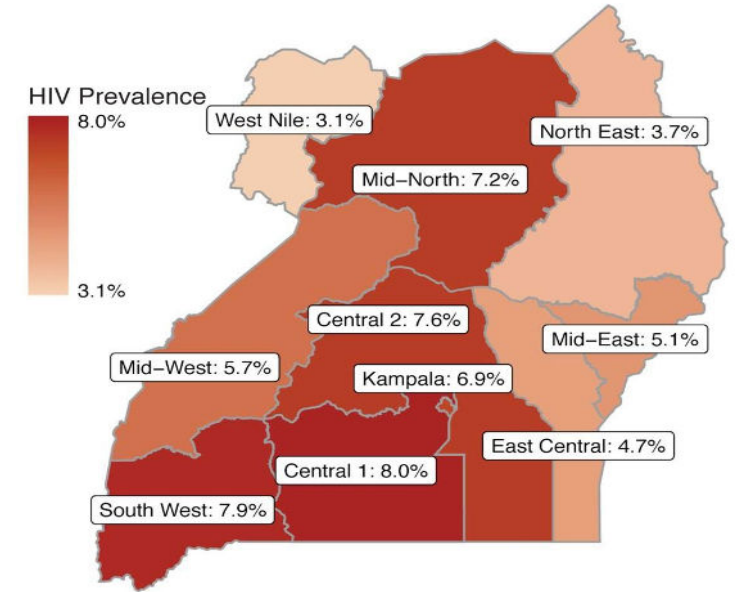 HIV Prevalence
8.0%
3.1%
West Nile: 3.1%
North East: 3.7%
Mid–North: 7.2%
Central 2: 7.6%
Mid–East: 5.1%
Mid–West: 5.7%
Kampala: 6.9%
East Central: 4.7%
Central 1: 8.0%
South West: 7.9%